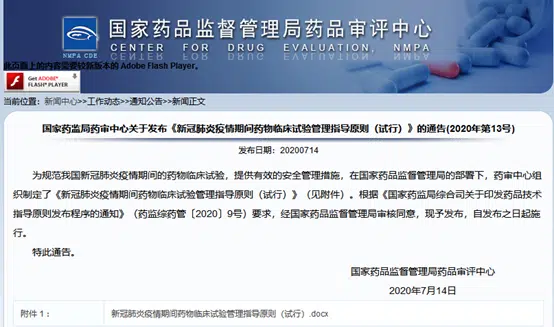 国家药品监督管理局药品审评中心
CENTER FOR DRUG EVALUATION, NMPA
NMPA CDE
此页面上的内容需要较新版本的 Adobe Flash Player。
Get ADOBE®
FLASH® PLAYER
当前位置：新闻中心>>工作动态>>通知公告>>新闻正文
国家药监局药审中心关于发布《新冠肺炎疫情期间药物临床试验管理指导原则（试行）》的通告(2020年第13号)
发布日期：20200714
为规范我国新冠肺炎疫情期间的药物临床试验，提供有效的安全管理措施，在国家药品监督管理局的部署下，药审中心组
织制定了《新冠肺炎疫情期间药物临床试验管理指导原则（试行）》（见附件）。根据《国家药监局综合司关于印发药品技术
指导原则发布程序的通知》（药监综药管〔2020〕9号）要求，经国家药品监督管理局审核同意，现予发布，自发布之日起施
行。
特此通告。
国家药品监督管理局药品审评中心
2020年7月14日
附件 1： 新冠肺炎疫情期间药物临床试验管理指导原则（试行）.docx